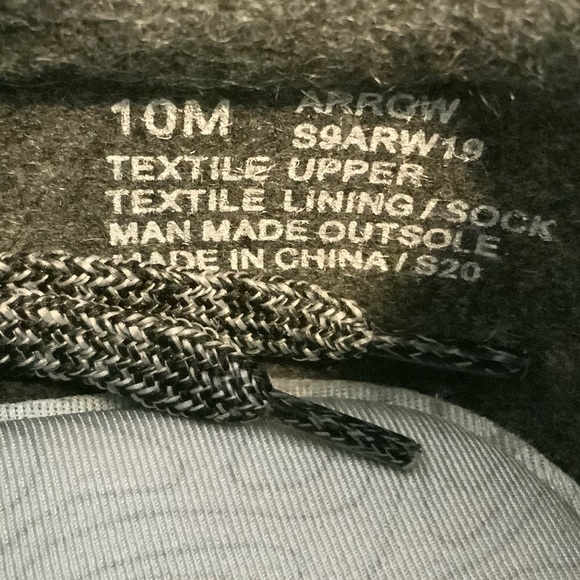 10M ARROW
S9ARW19
TEXTILE UPPER
TEXTILE LINING / SOCK
MAN MADE OUTSOLE
MADE IN CHINA / S20